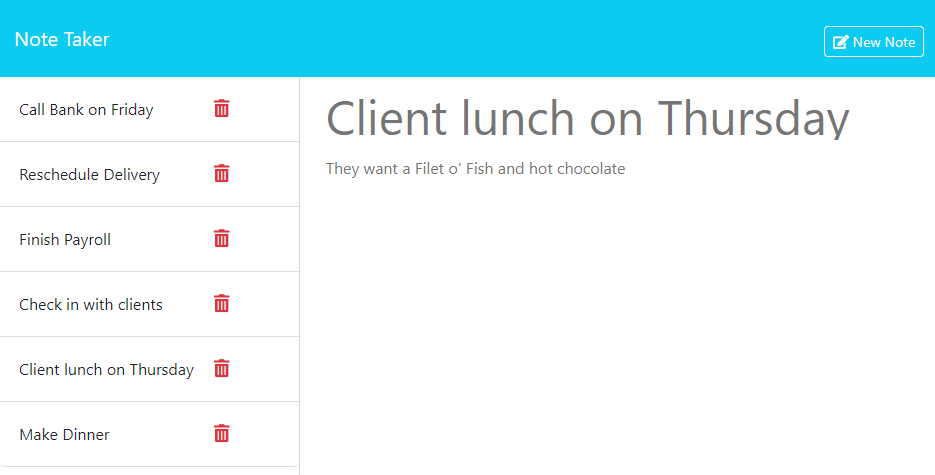 Note Taker
New Note
Call Bank on Friday
Reschedule Delivery
Finish Payroll
Check in with clients
Client lunch on Thursday
Make Dinner
Client lunch on Thursday
They want a Filet o' Fish and hot chocolate